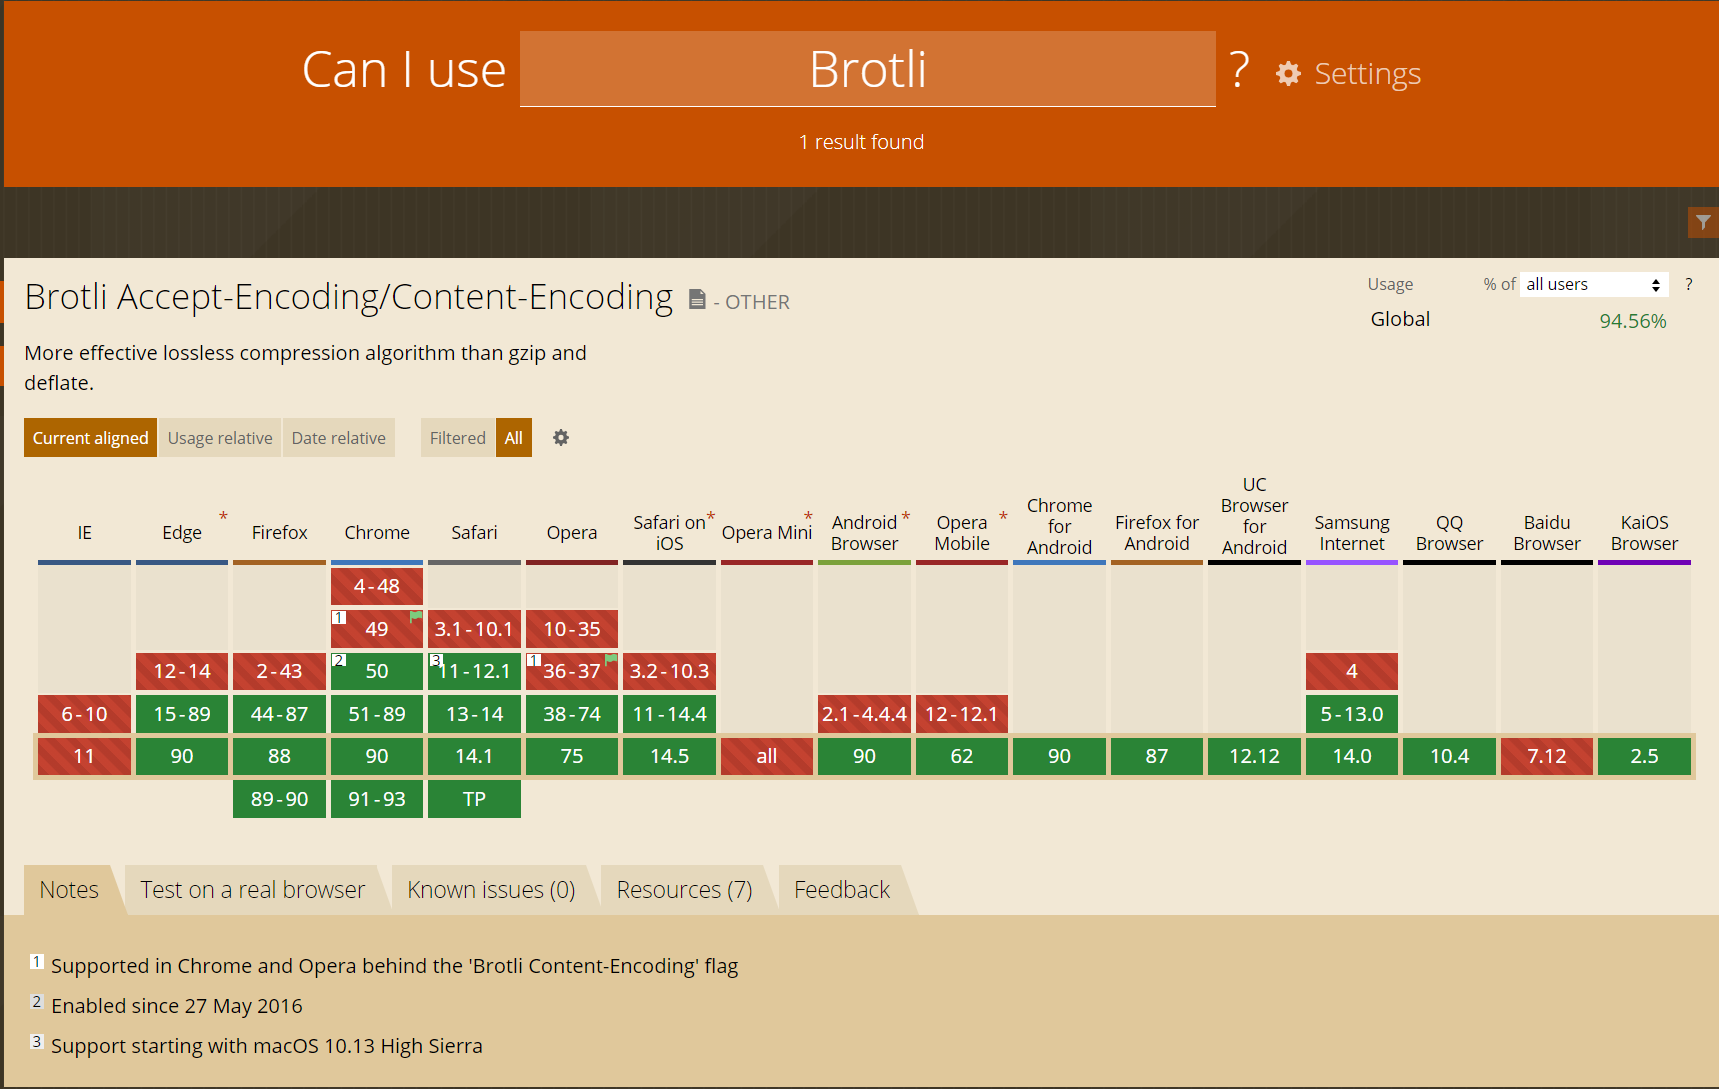 Can I use Brotli ? Settings
1 result found
Brotli Accept-Encoding/Content-Encoding - OTHER
Usage % of all users ?
Global 94.56%
More effective lossless compression algorithm than gzip and
deflate.
Current aligned Usage relative Date relative Filtered All
IE
Edge *
Firefox
Chrome
Safari
Opera
Safari on *
iOS
Opera Mini *
Android *
Browser
Opera *
Mobile
Chrome
for
Android
Firefox for
Android
UC
Browser
for
Android
Samsung
Internet
QQ
Browser
Baidu
Browser
KaiOS
Browser
4-48
1 49 3.1-10.1 10-35
12-14 2-43 2 50 3 11-12.1 1 36-37 3.2-10.3 4
6-10 15-89 44-87 51-89 13-14 38-74 11-14.4 2.1-4.4.4 12-12.1 5-13.0
11 90 88 90 14.1 75 14.5 all 90 62 90 87 12.12 14.0 10.4 7.12 2.5
89-90 91-93 TP
Notes Test on a real browser Known issues (0) Resources (7) Feedback
1 Supported in Chrome and Opera behind the 'Brotli Content-Encoding' flag
2 Enabled since 27 May 2016
3 Support starting with macOS 10.13 High Sierra